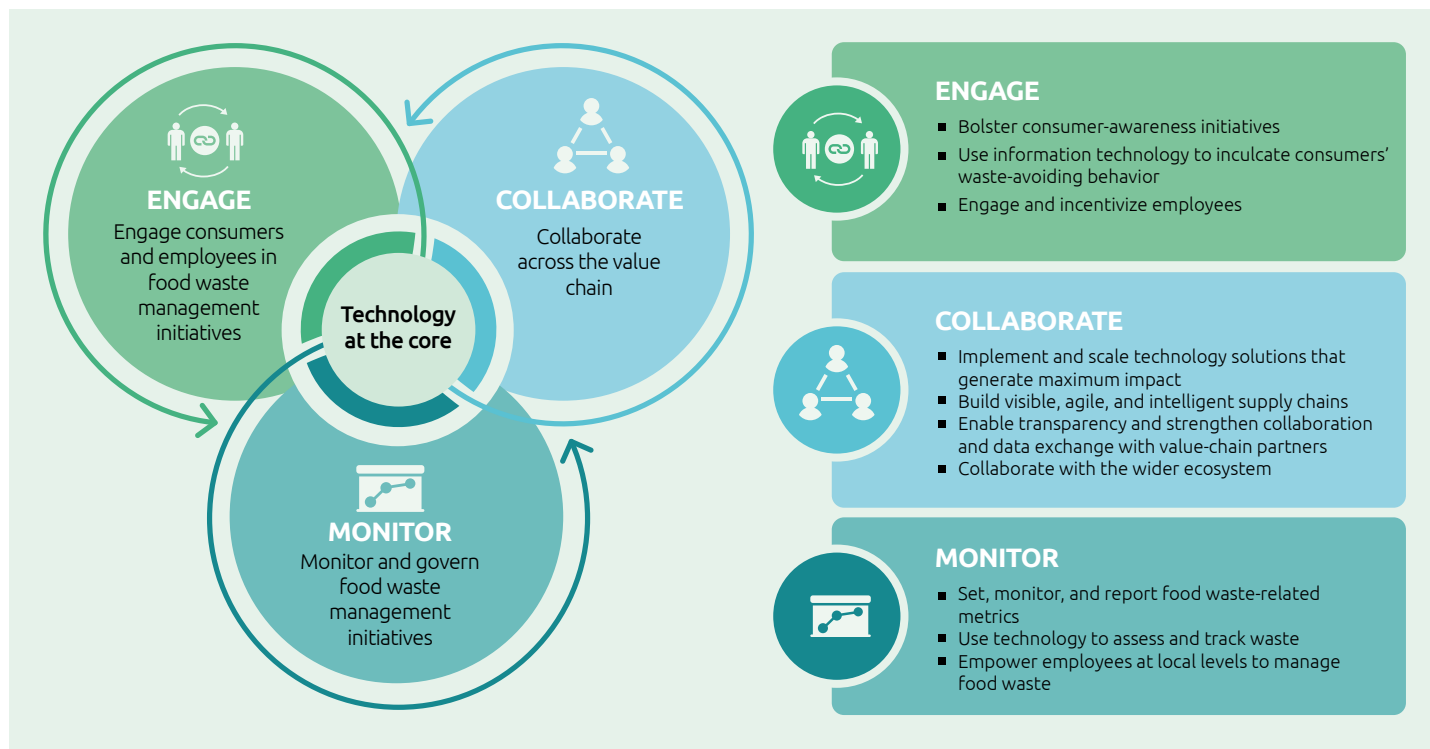 ENGAGE
Engage consumers
and employees in
food waste
management
initiatives
COLLABORATE
Collaborate
across the value
chain
Technology
at the core
MONITOR
Monitor and govern
food waste
management
initiatives
ENGAGE
▪ Bolster consumer-awareness initiatives
▪ Use information technology to inculcate consumers’
waste-avoiding behavior
▪ Engage and incentivize employees
COLLABORATE
▪ Implement and scale technology solutions that
generate maximum impact
▪ Build visible, agile, and intelligent supply chains
▪ Enable transparency and strengthen collaboration
and data exchange with value-chain partners
▪ Collaborate with the wider ecosystem
MONITOR
▪ Set, monitor, and report food waste-related
metrics
▪ Use technology to assess and track waste
▪ Empower employees at local levels to manage
food waste